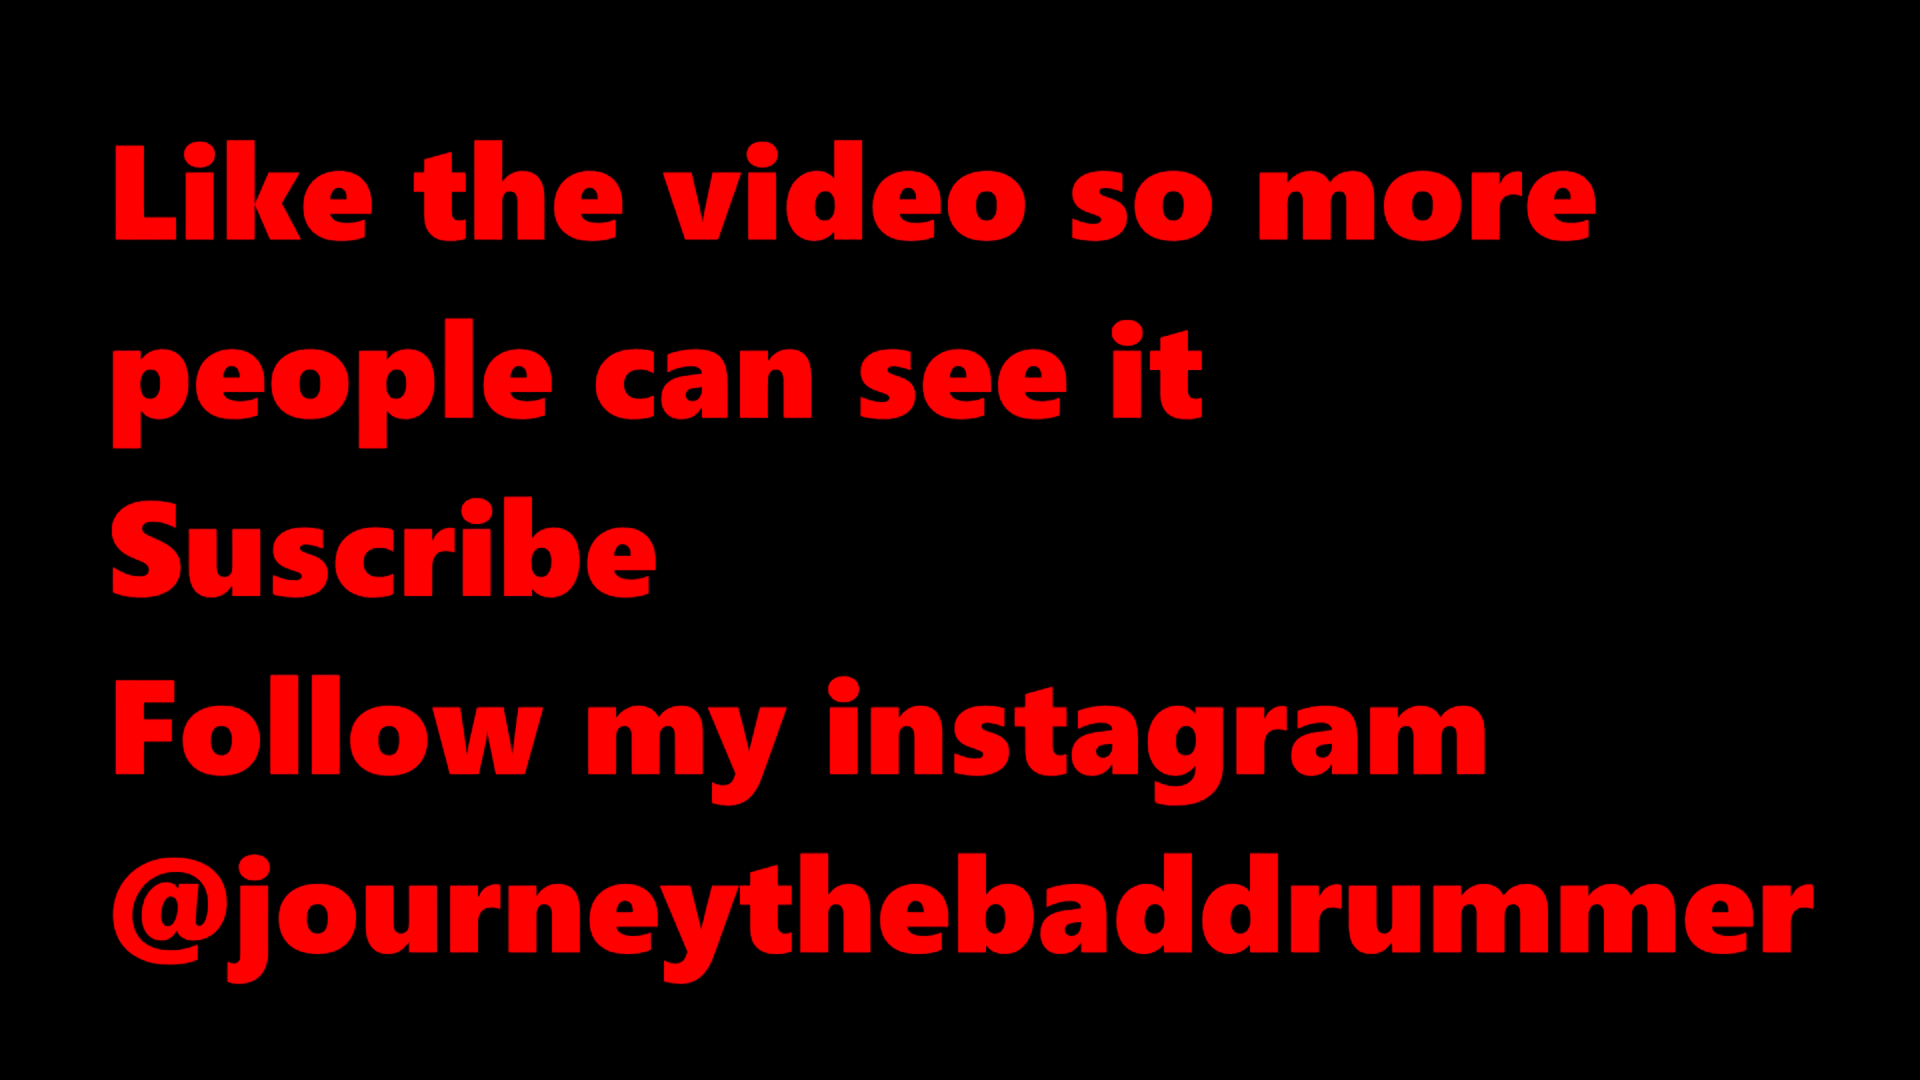 Like the video so more
people can see it
Suscribe
Follow my instagram
@journeythebaddrummer